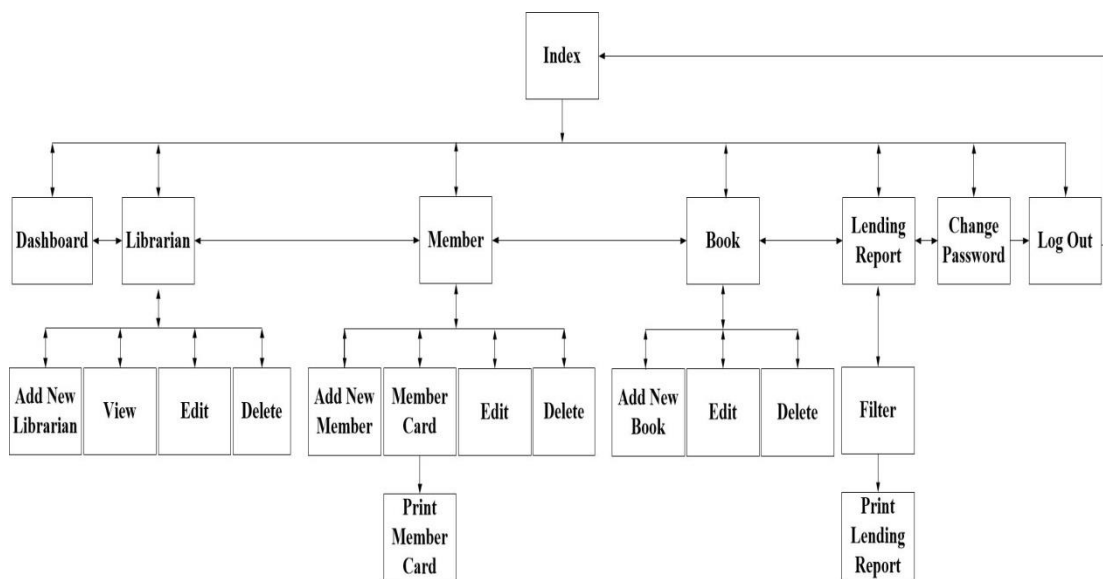 Index
Dashboard
Librarian
Member
Book
Lending
Report
Change
Password
Log Out
Add New
Librarian
View
Edit
Delete
Add New
Member
Member
Card
Edit
Delete
Add New
Book
Edit
Delete
Filter
Print
Member
Card
Print
Lending
Report